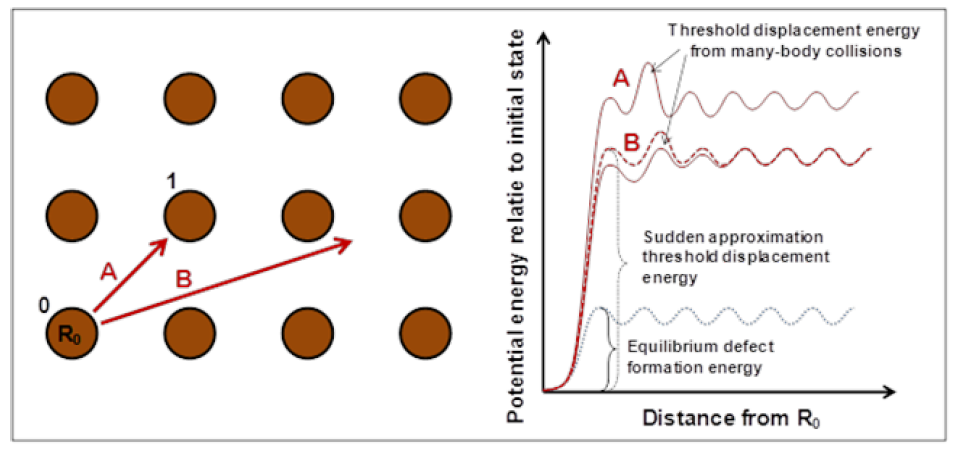 1
A
B
0
R₀
Potential energy relatie to initial state
Threshold displacement energy
from many-body collisions
A
B
Sudden approximation
threshold displacement
energy
Equilibrium defect
formation energy
Distance from R₀